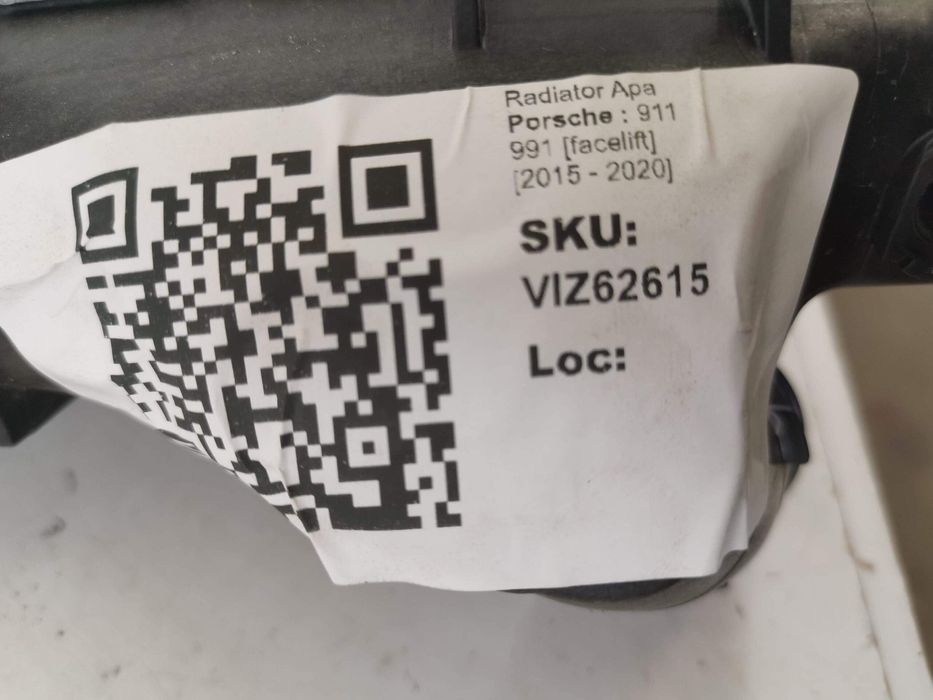 Radiator Apa
Porsche : 911
991 [facelift]
[2015 - 2020]
SKU:
VIZ62615
Loc: